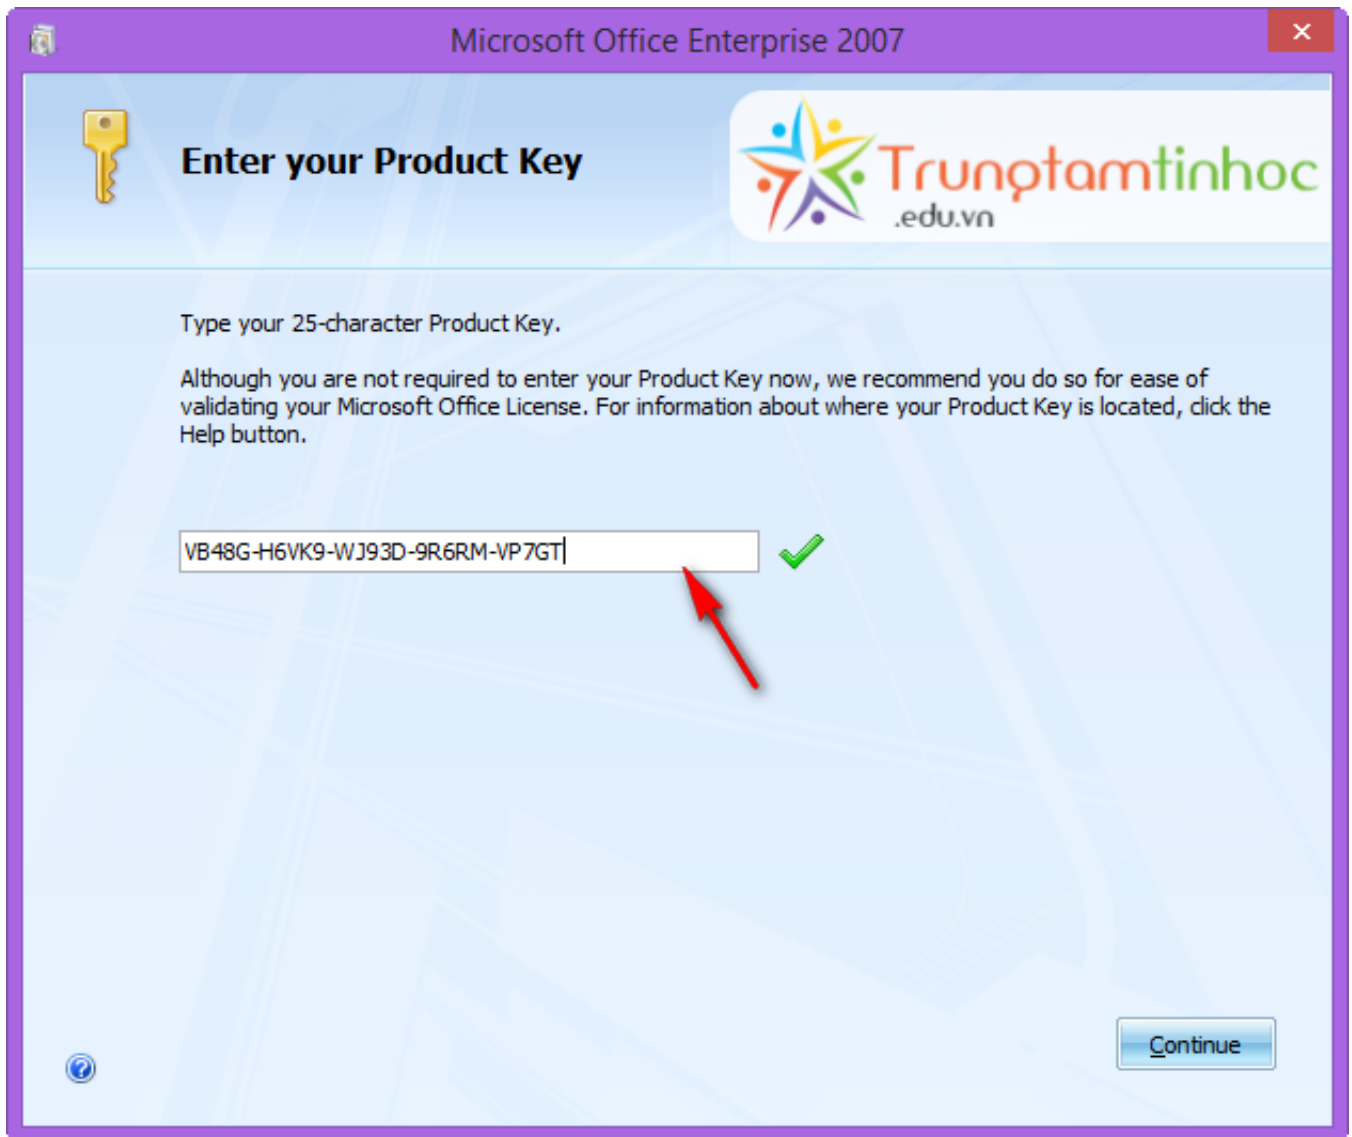 Microsoft Office Enterprise 2007
Enter your Product Key
Trungtamtinhoc
.edu.vn
Type your 25-character Product Key.
Although you are not required to enter your Product Key now, we recommend you do so for ease of
validating your Microsoft Office License. For information about where your Product Key is located, click the
Help button.
VB48G-H6VK9-WJ93D-9R6RM-VP7GT
Continue